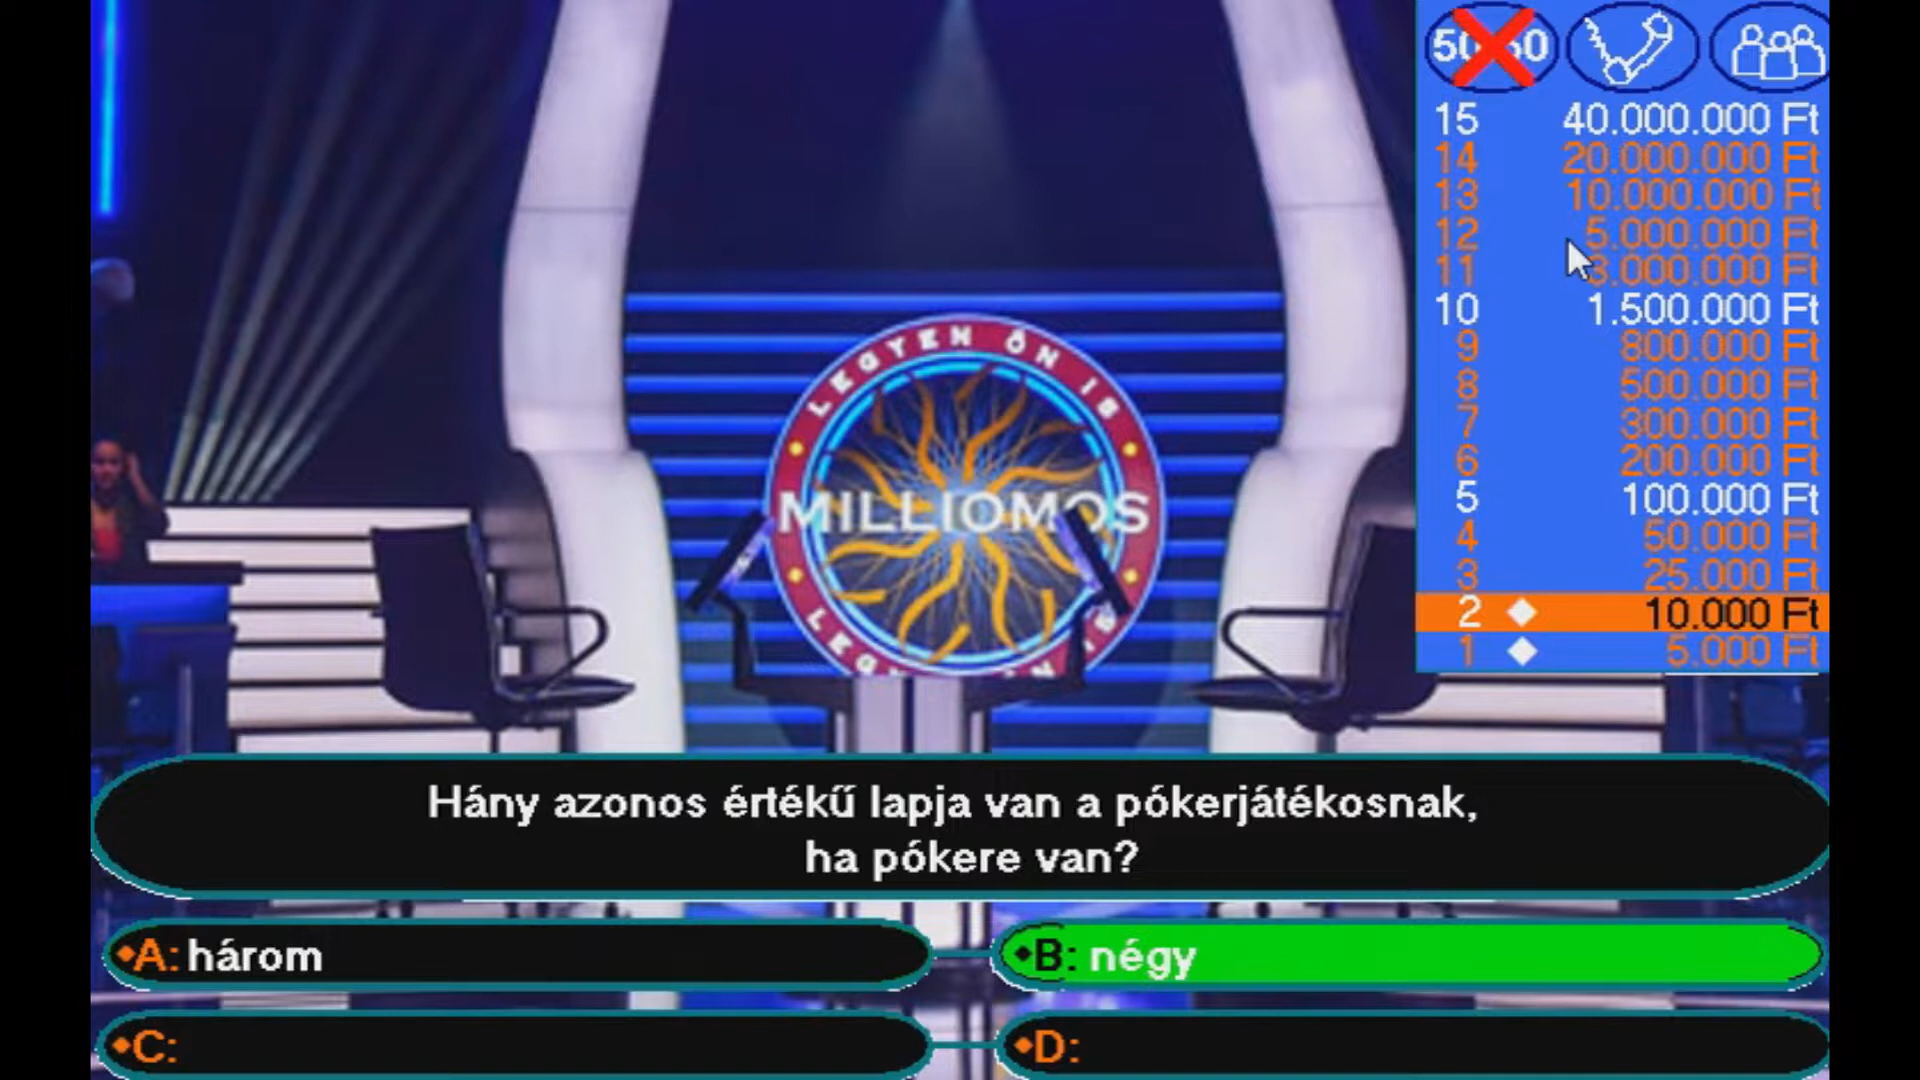 50:50
15 40.000.000 Ft
14 20.000.000 Ft
13 10.000.000 Ft
12 5.000.000 Ft
11 3.000.000 Ft
10 1.500.000 Ft
9 800.000 Ft
8 500.000 Ft
7 300.000 Ft
6 200.000 Ft
5 100.000 Ft
4 50.000 Ft
3 25.000 Ft
2 10.000 Ft
1 5.000 Ft
LEGYEN ÖN IS
MILLIOMOS
Hány azonos értékű lapja van a pókerjátékosnak,
ha pókere van?
A: három
B: négy
C:
D: